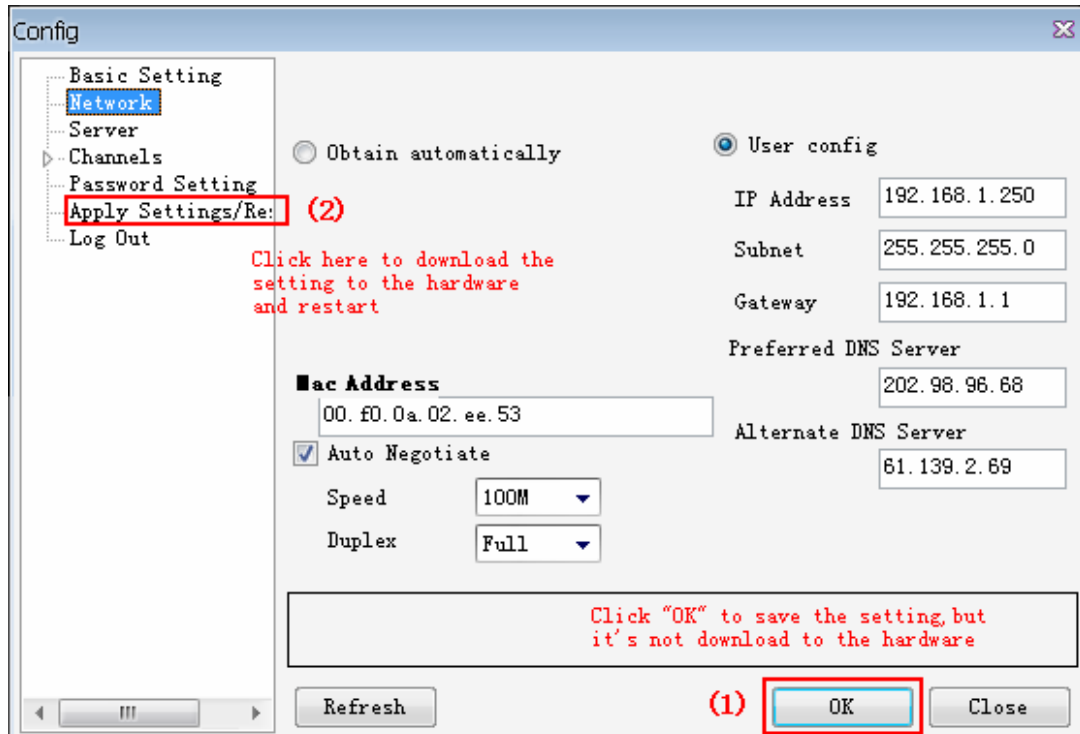 Config
Basic Setting
Network
Server
Channels
Password Setting
Apply Settings/Re:
Log Out
(2)
Click here to download the
setting to the hardware
and restart
Obtain automatically
User config
IP Address 192.168.1.250
Subnet 255.255.255.0
Gateway 192.168.1.1
Preferred DNS Server
202.98.96.68
Alternate DNS Server
61.139.2.69
Mac Address
00.f0.0a.02.ee.53
Auto Negotiate
Speed 100M
Duplex Full
Click "OK" to save the setting,but
it's not download to the hardware
Refresh
(1)
OK
Close